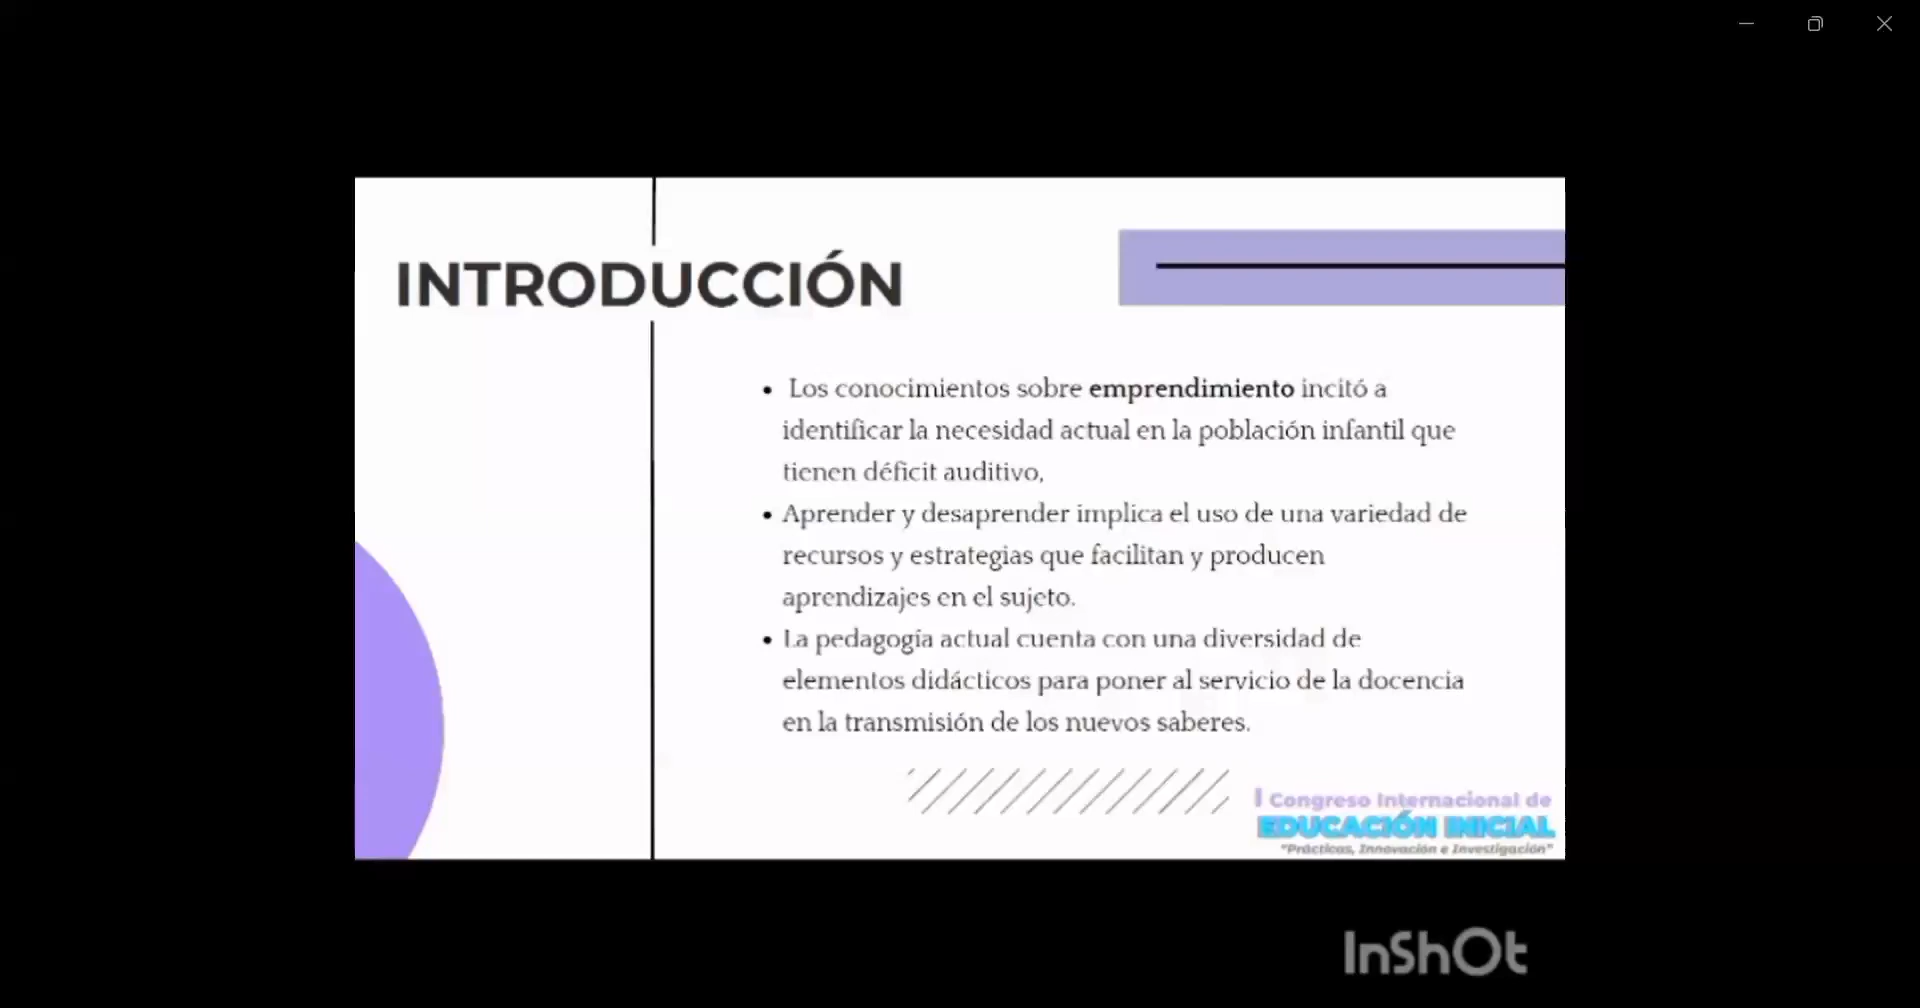 INTRODUCCIÓN
• Los conocimientos sobre emprendimiento incitó a
identificar la necesidad actual en la población infantil que
tienen déficit auditivo,
• Aprender y desaprender implica el uso de una variedad de
recursos y estrategias que facilitan y producen
aprendizajes en el sujeto.
• La pedagogía actual cuenta con una diversidad de
elementos didácticos para poner al servicio de la docencia
en la transmisión de los nuevos saberes.
I Congreso Internacional de
EDUCACIÓN INICIAL
"Prácticas, Innovación e Investigación"
InShOt